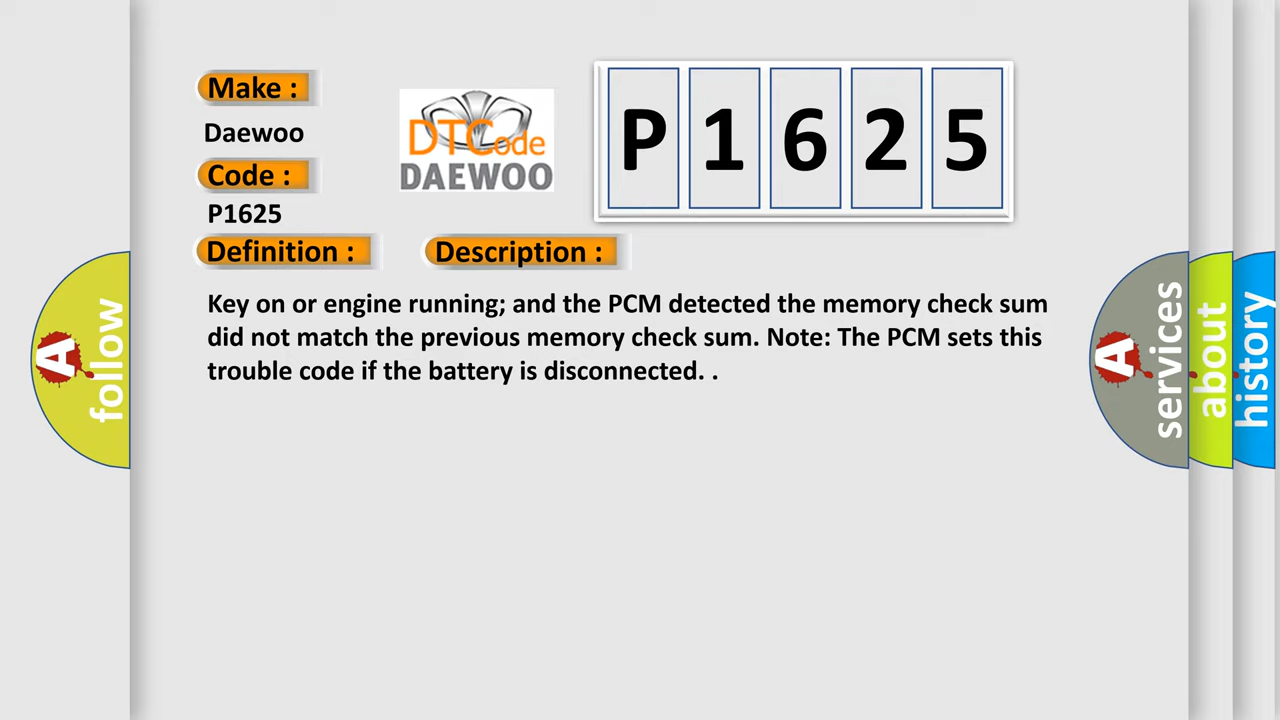 Make :
Daewoo
Code :
P1625
DTCode
DAEWOO
P 1 6 2 5
Definition :
Description :
Key on or engine running; and the PCM detected the memory check sum
did not match the previous memory check sum. Note: The PCM sets this
trouble code if the battery is disconnected. .
A
follow
A
services
about
history